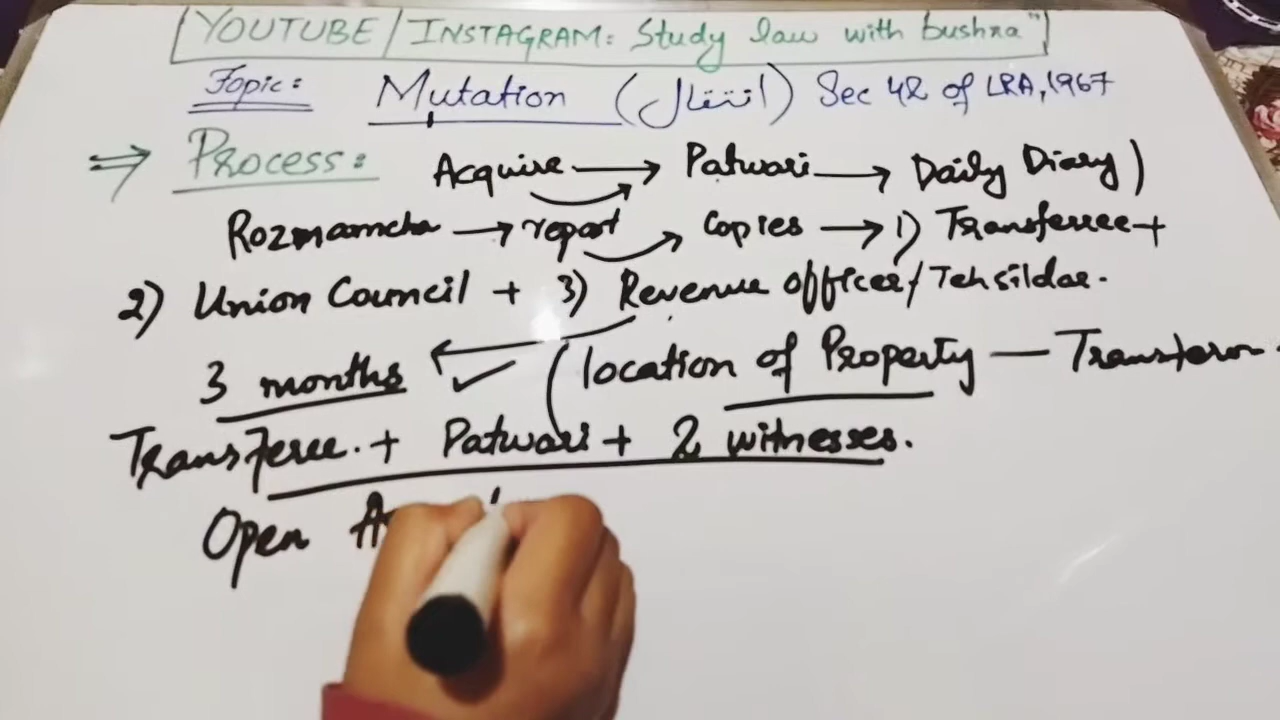 [YOUTUBE/INSTAGRAM: Study law with bushra"]
Topic: Mutation (انتقال) Sec 42 of LRA, 1967
⇒ Process: Acquire → Patwari → Daily Diary)
Rozmamcha → report → Copies → 1) Transferree +
2) Union Council + 3) Revenue officer/Tehsildar.
3 months ✓ (location of Property — Transferor.
Transferee. + Patwari + 2 witnesses.
Open